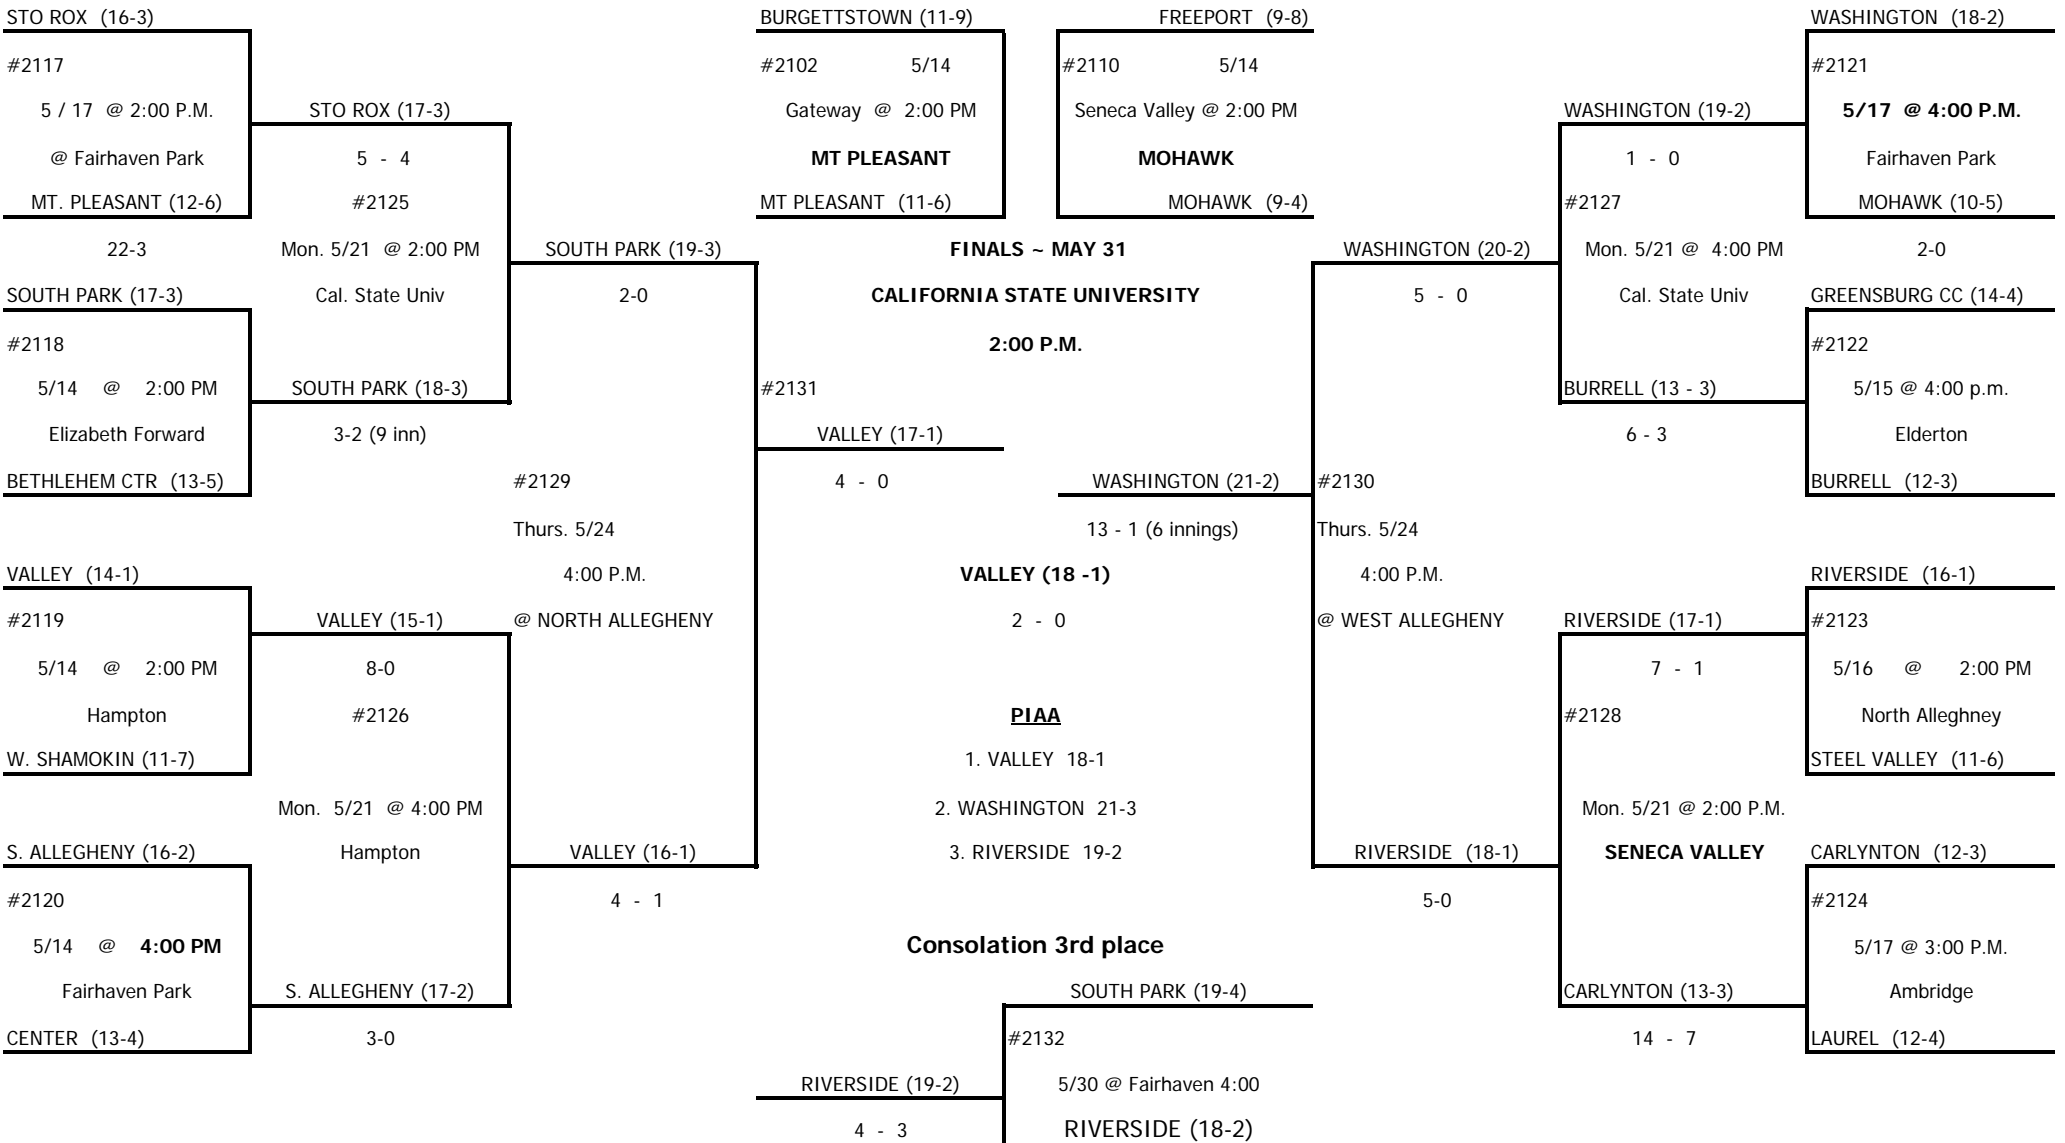 STO ROX (16-3)
#2117
5 / 17 @ 2:00 P.M.
@ Fairhaven Park
MT. PLEASANT (12-6)
22-3
SOUTH PARK (17-3)
#2118
5/14 @ 2:00 PM
Elizabeth Forward
BETHLEHEM CTR (13-5)
VALLEY (14-1)
#2119
5/14 @ 2:00 PM
Hampton
W. SHAMOKIN (11-7)
S. ALLEGHENY (16-2)
#2120
5/14 @ 4:00 PM
Fairhaven Park
CENTER (13-4)
STO ROX (17-3)
5 - 4
#2125
Mon. 5/21 @ 2:00 PM
Cal. State Univ
SOUTH PARK (18-3)
3-2 (9 inn)
VALLEY (15-1)
8-0
#2126
Mon. 5/21 @ 4:00 PM
Hampton
S. ALLEGHENY (17-2)
3-0
SOUTH PARK (19-3)
2-0
#2129
Thurs. 5/24
4:00 P.M.
@ NORTH ALLEGHENY
VALLEY (16-1)
4 - 1
BURGETTSTOWN (11-9)
#2102 5/14
Gateway @ 2:00 PM
MT PLEASANT
MT PLEASANT (11-6)
FREEPORT (9-8)
#2110 5/14
Seneca Valley @ 2:00 PM
MOHAWK
MOHAWK (9-4)
FINALS ~ MAY 31
CALIFORNIA STATE UNIVERSITY
2:00 P.M.
#2131
VALLEY (17-1)
4 - 0
WASHINGTON (21-2)
13 - 1 (6 innings)
VALLEY (18 -1)
2 - 0
PIAA
1. VALLEY 18-1
2. WASHINGTON 21-3
3. RIVERSIDE 19-2
Consolation 3rd place
SOUTH PARK (19-4)
#2132
5/30 @ Fairhaven 4:00
RIVERSIDE (18-2)
RIVERSIDE (19-2)
4 - 3
WASHINGTON (20-2)
5 - 0
#2130
Thurs. 5/24
4:00 P.M.
@ WEST ALLEGHENY
RIVERSIDE (18-1)
5-0
WASHINGTON (19-2)
1 - 0
#2127
Mon. 5/21 @ 4:00 PM
Cal. State Univ
BURRELL (13 - 3)
6 - 3
RIVERSIDE (17-1)
7 - 1
#2128
Mon. 5/21 @ 2:00 P.M.
SENECA VALLEY
CARLYNTON (13-3)
14 - 7
WASHINGTON (18-2)
#2121
5/17 @ 4:00 P.M.
Fairhaven Park
MOHAWK (10-5)
2-0
GREENSBURG CC (14-4)
#2122
5/15 @ 4:00 p.m.
Elderton
BURRELL (12-3)
RIVERSIDE (16-1)
#2123
5/16 @ 2:00 PM
North Alleghney
STEEL VALLEY (11-6)
CARLYNTON (12-3)
#2124
5/17 @ 3:00 P.M.
Ambridge
LAUREL (12-4)